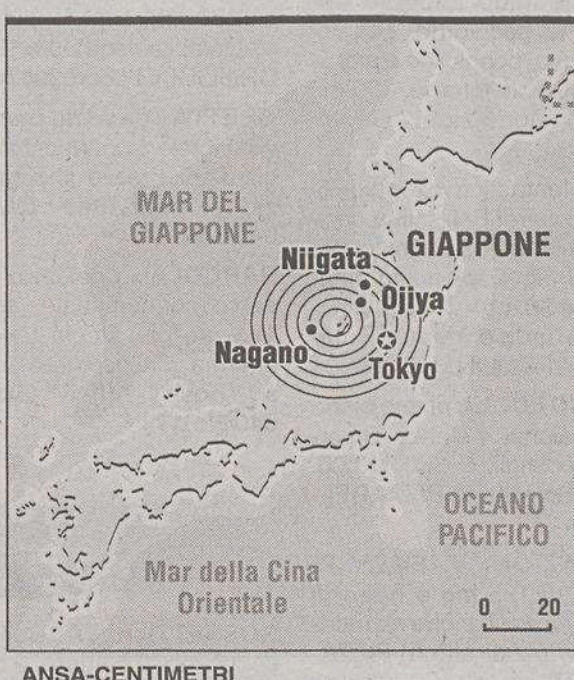 MAR DEL
GIAPPONE
GIAPPONE
Niigata
Ojiya
Nagano
Tokyo
OCEANO
PACIFICO
Mar della Cina
Orientale
0 20
ANSA-CENTIMETRI